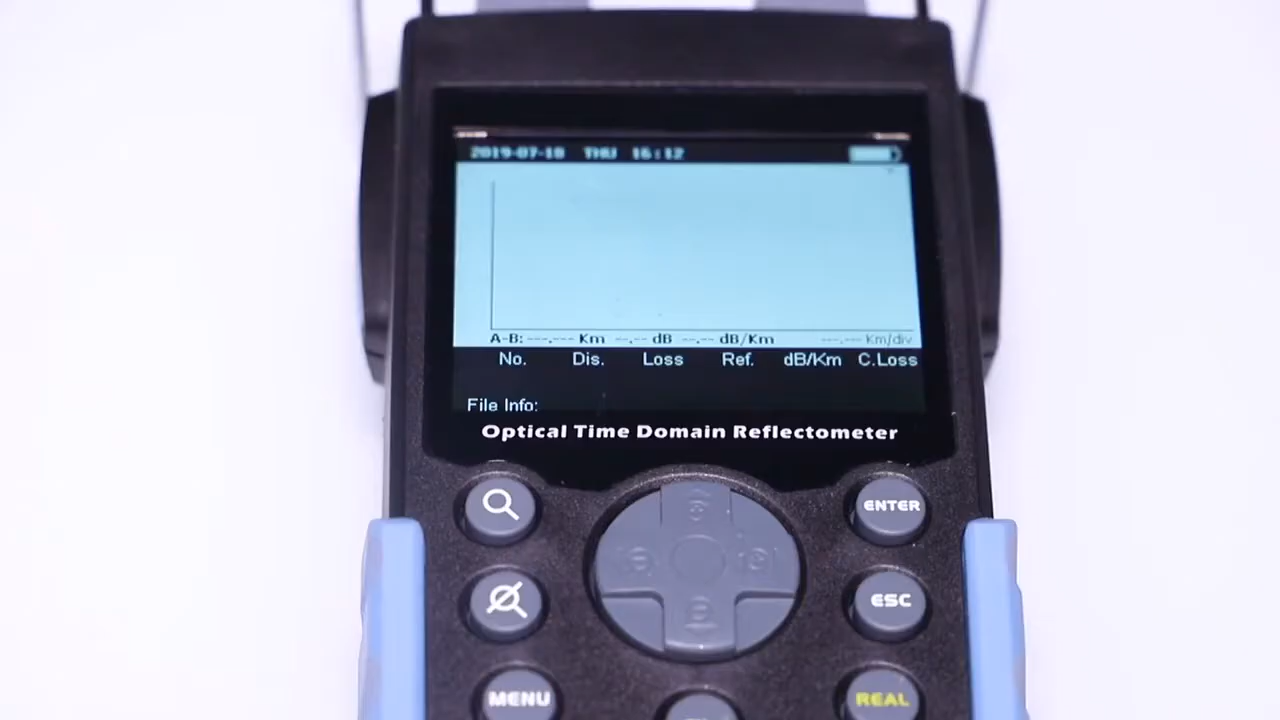 2019-07-18 THU 16:12
A-B: ---.--- Km --.-- dB --.-- dB/Km ---.--- Km/div
No. Dis. Loss Ref. dB/Km C.Loss
File Info:
Optical Time Domain Reflectometer
ENTER
ESC
MENU
REAL